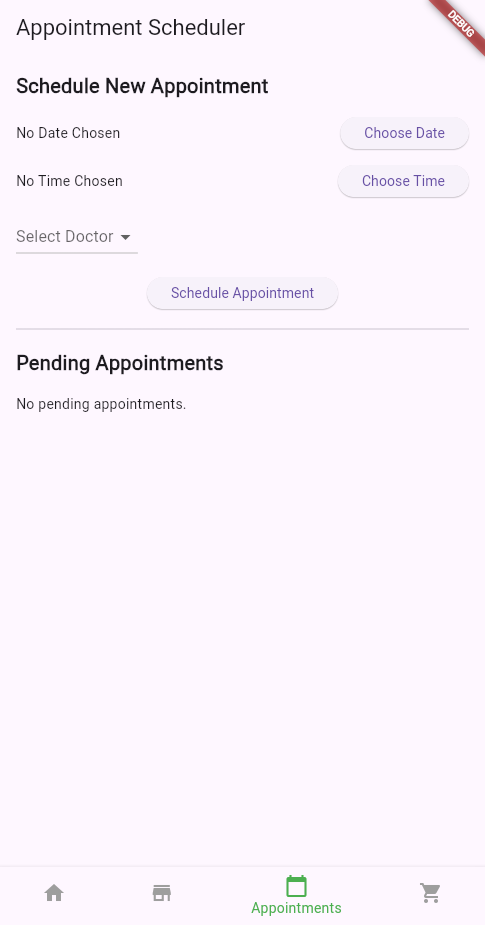 Appointment Scheduler
DEBUG
Schedule New Appointment
No Date Chosen
Choose Date
No Time Chosen
Choose Time
Select Doctor
Schedule Appointment
Pending Appointments
No pending appointments.
Appointments